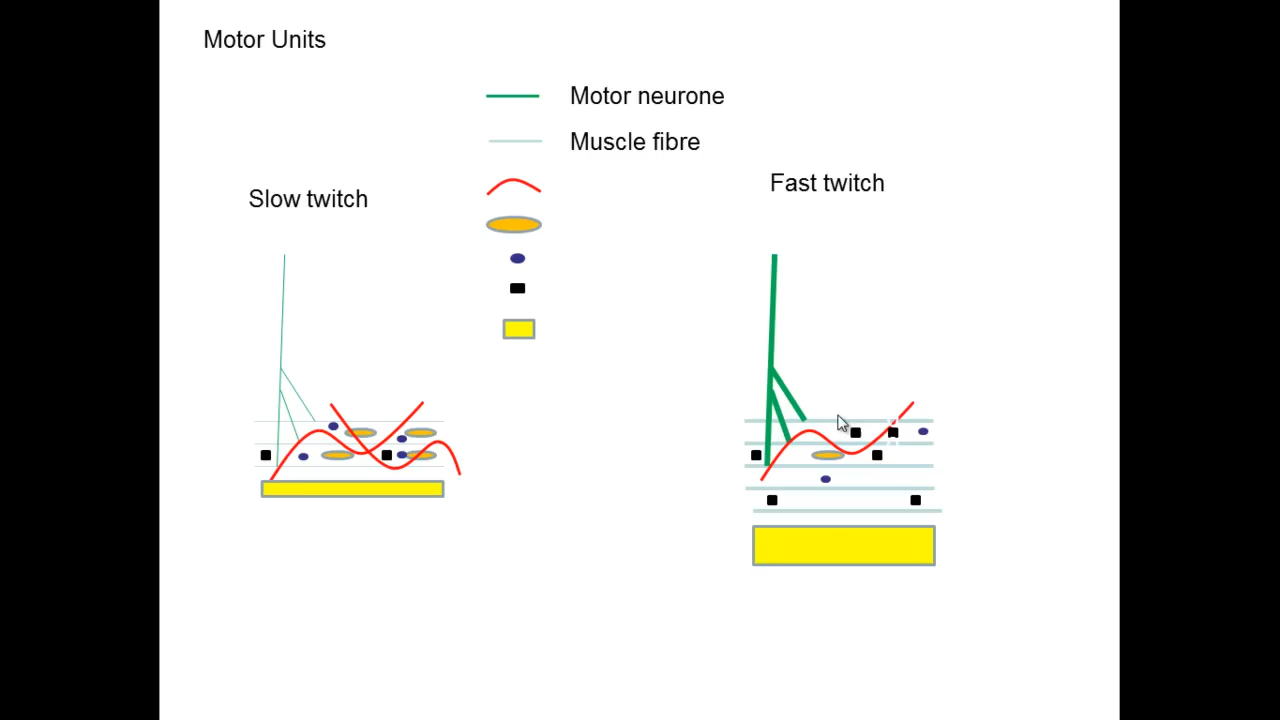 Motor Units
Motor neurone
Muscle fibre
Slow twitch
Fast twitch